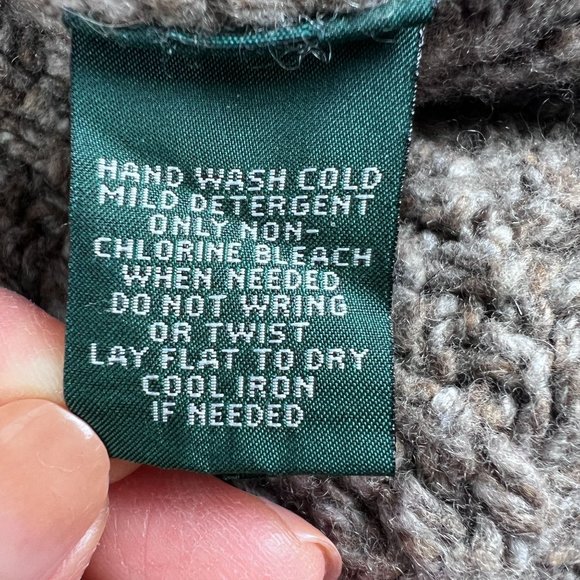 HAND WASH COLD
MILD DETERGENT
ONLY NON-
CHLORINE BLEACH
WHEN NEEDED
DO NOT WRING
OR TWIST
LAY FLAT TO DRY
COOL IRON
IF NEEDED